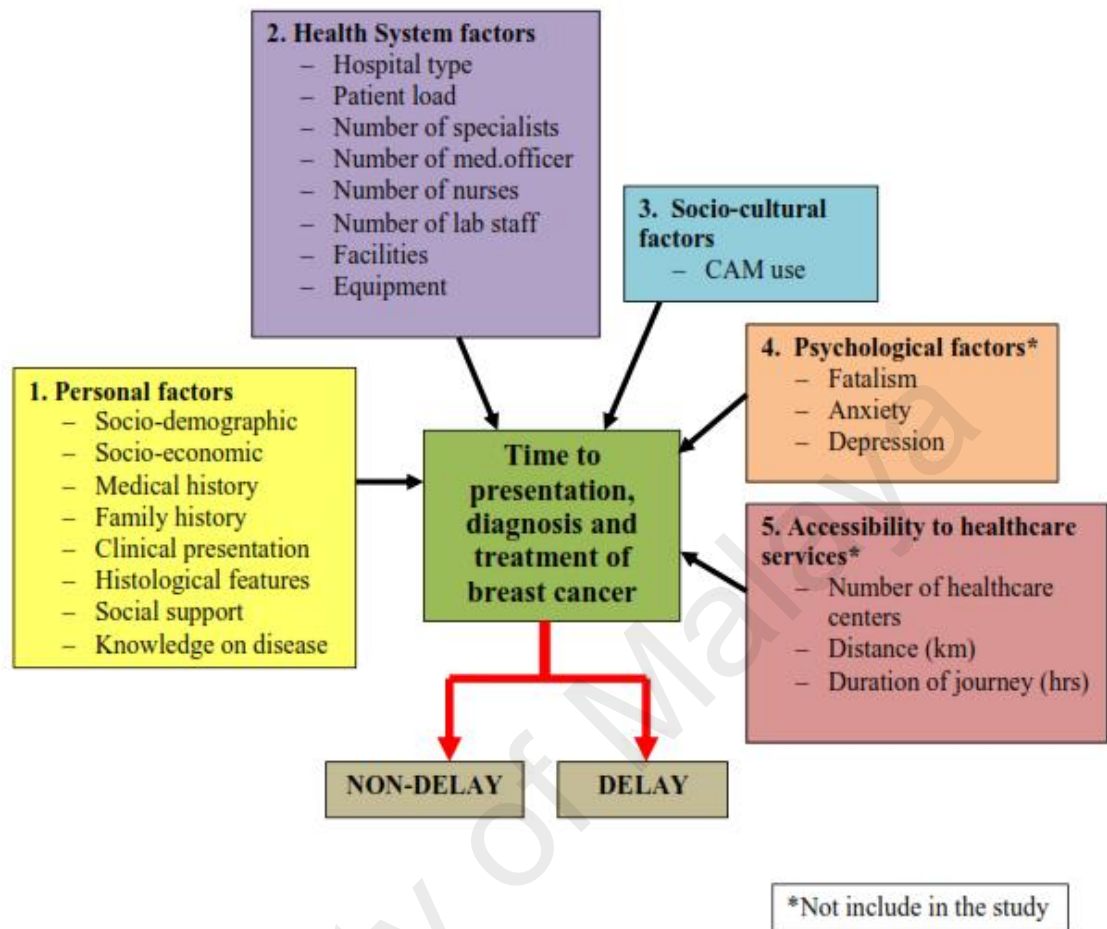 2. Health System factors
– Hospital type
– Patient load
– Number of specialists
– Number of med.officer
– Number of nurses
– Number of lab staff
– Facilities
– Equipment
3. Socio-cultural
factors
– CAM use
4. Psychological factors*
– Fatalism
– Anxiety
– Depression
1. Personal factors
– Socio-demographic
– Socio-economic
– Medical history
– Family history
– Clinical presentation
– Histological features
– Social support
– Knowledge on disease
Time to
presentation,
diagnosis and
treatment of
breast cancer
5. Accessibility to healthcare
services*
– Number of healthcare
centers
– Distance (km)
– Duration of journey (hrs)
NON-DELAY
DELAY
*Not include in the study
y of Malaya